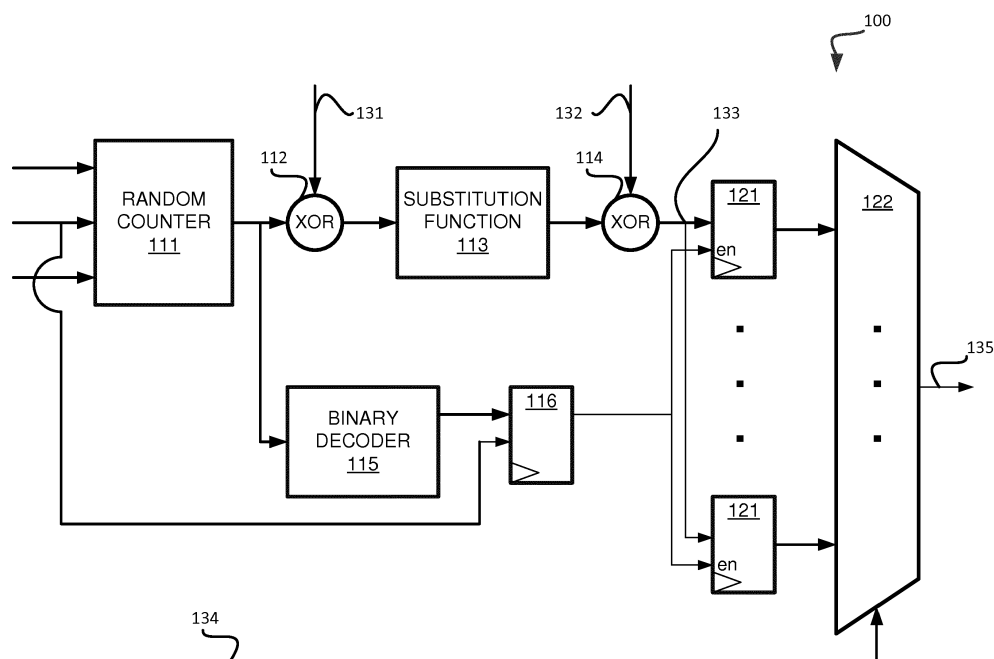 100
131
132
133
112
114
RANDOM
COUNTER
111
XOR
SUBSTITUTION
FUNCTION
113
XOR
121
en
122
135
BINARY
DECODER
115
116
121
en
134